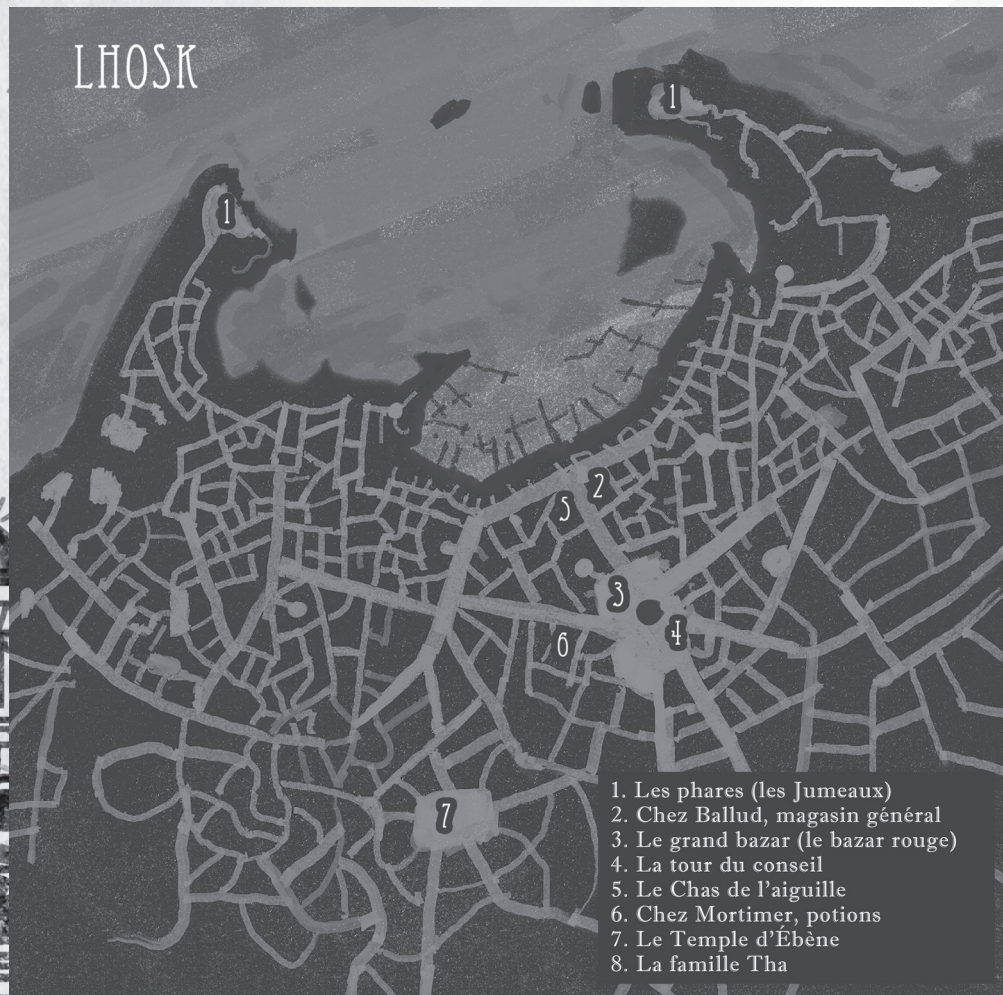 LHOSK
1
1
2
5
3
4
6
7
1. Les phares (les Jumeaux)
2. Chez Ballud, magasin général
3. Le grand bazar (le bazar rouge)
4. La tour du conseil
5. Le Chas de l'aiguille
6. Chez Mortimer, potions
7. Le Temple d'Ébène
8. La famille Tha